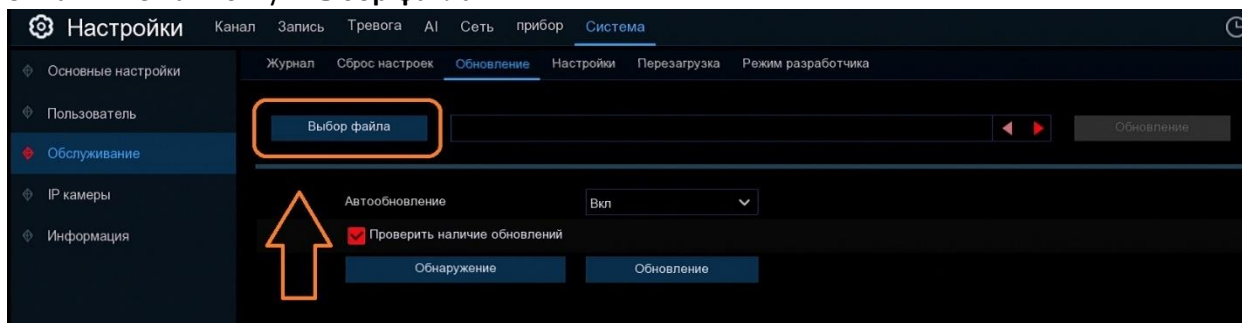 Настройки Канал Запись Тревога AI Сеть прибор Система
Основные настройки
Пользователь
Обслуживание
IP камеры
Информация
Журнал Сброс настроек Обновление Настройки Перезагрузка Режим разработчика
Выбор файла Обновление
Автообновление Вкл
Проверить наличие обновлений
Обнаружение Обновление